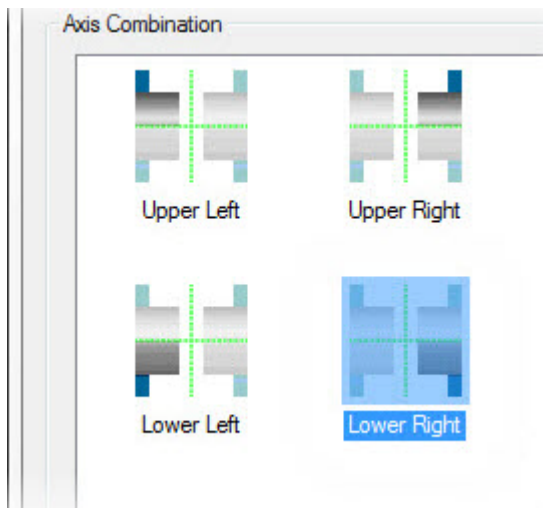 Axis Combination
Upper Left
Upper Right
Lower Left
Lower Right